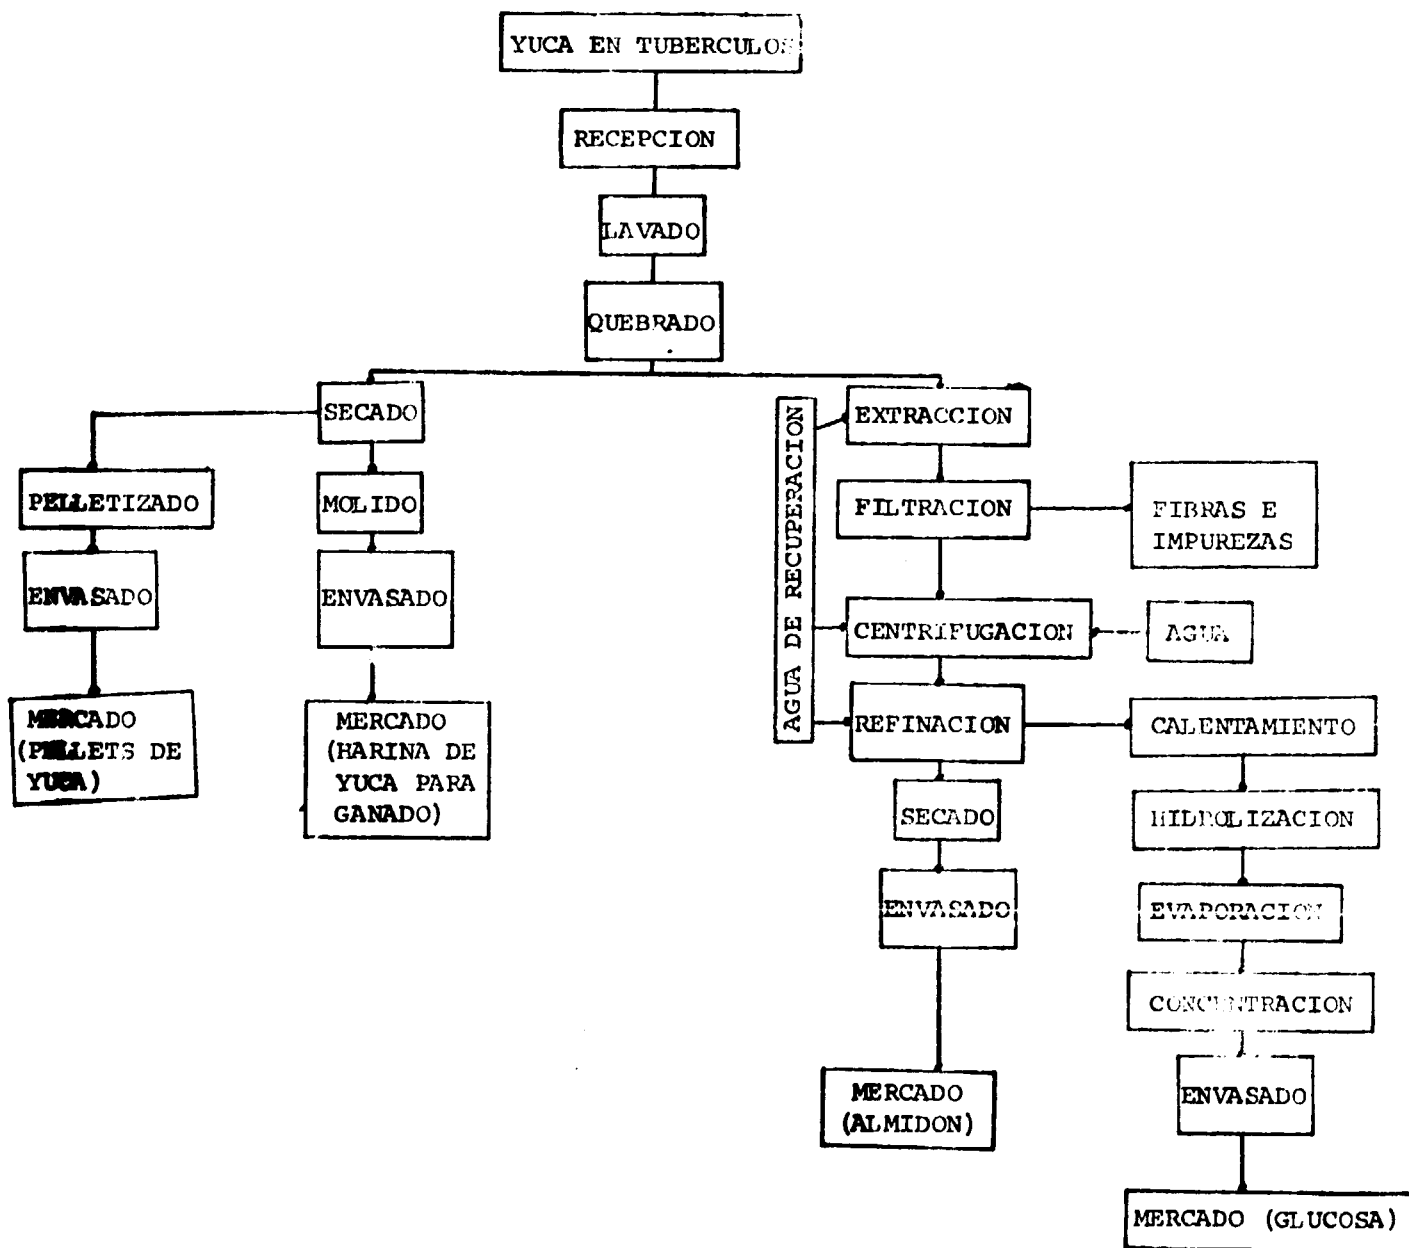 YUCA EN TUBERCULOS
RECEPCION
LAVADO
QUEBRADO
SECADO
PELLETIZADO
ENVASADO
MERCADO
(PELLETS DE
YUCA)
MOLIDO
ENVASADO
MERCADO
(HARINA DE
YUCA PARA
GANADO)
AGUA DE RECUPERACION
EXTRACCION
FILTRACION
FIBRAS E
IMPUREZAS
CENTRIFUGACION
AGUA
REFINACION
SECADO
ENVASADO
MERCADO
(ALMIDON)
CALENTAMIENTO
HIDROLIZACION
EVAPORACION
CONCENTRACION
ENVASADO
MERCADO (GLUCOSA)